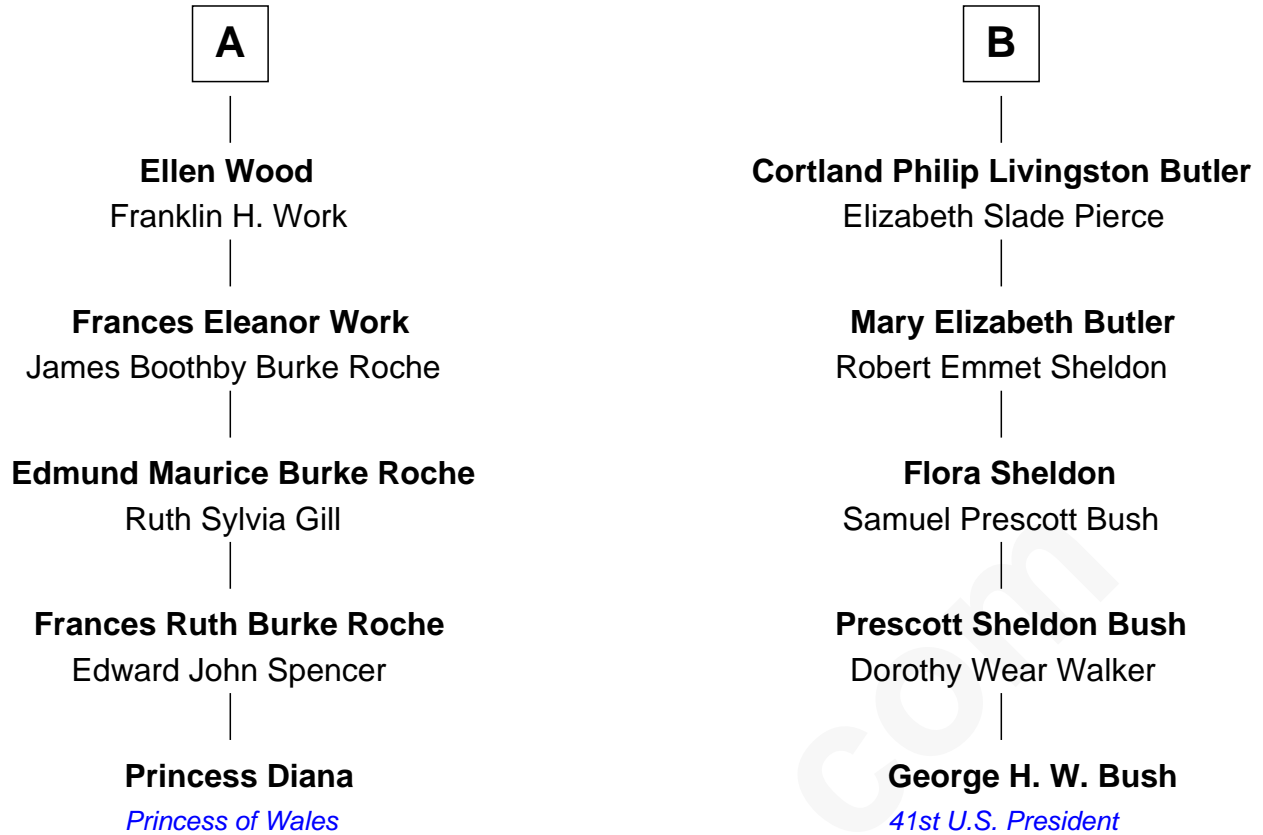 A
Ellen Wood
Franklin H. Work
Frances Eleanor Work
James Boothby Burke Roche
Edmund Maurice Burke Roche
Ruth Sylvia Gill
Frances Ruth Burke Roche
Edward John Spencer
Princess Diana
Princess of Wales
B
Cortland Philip Livingston Butler
Elizabeth Slade Pierce
Mary Elizabeth Butler
Robert Emmet Sheldon
Flora Sheldon
Samuel Prescott Bush
Prescott Sheldon Bush
Dorothy Wear Walker
George H. W. Bush
41st U.S. President
com